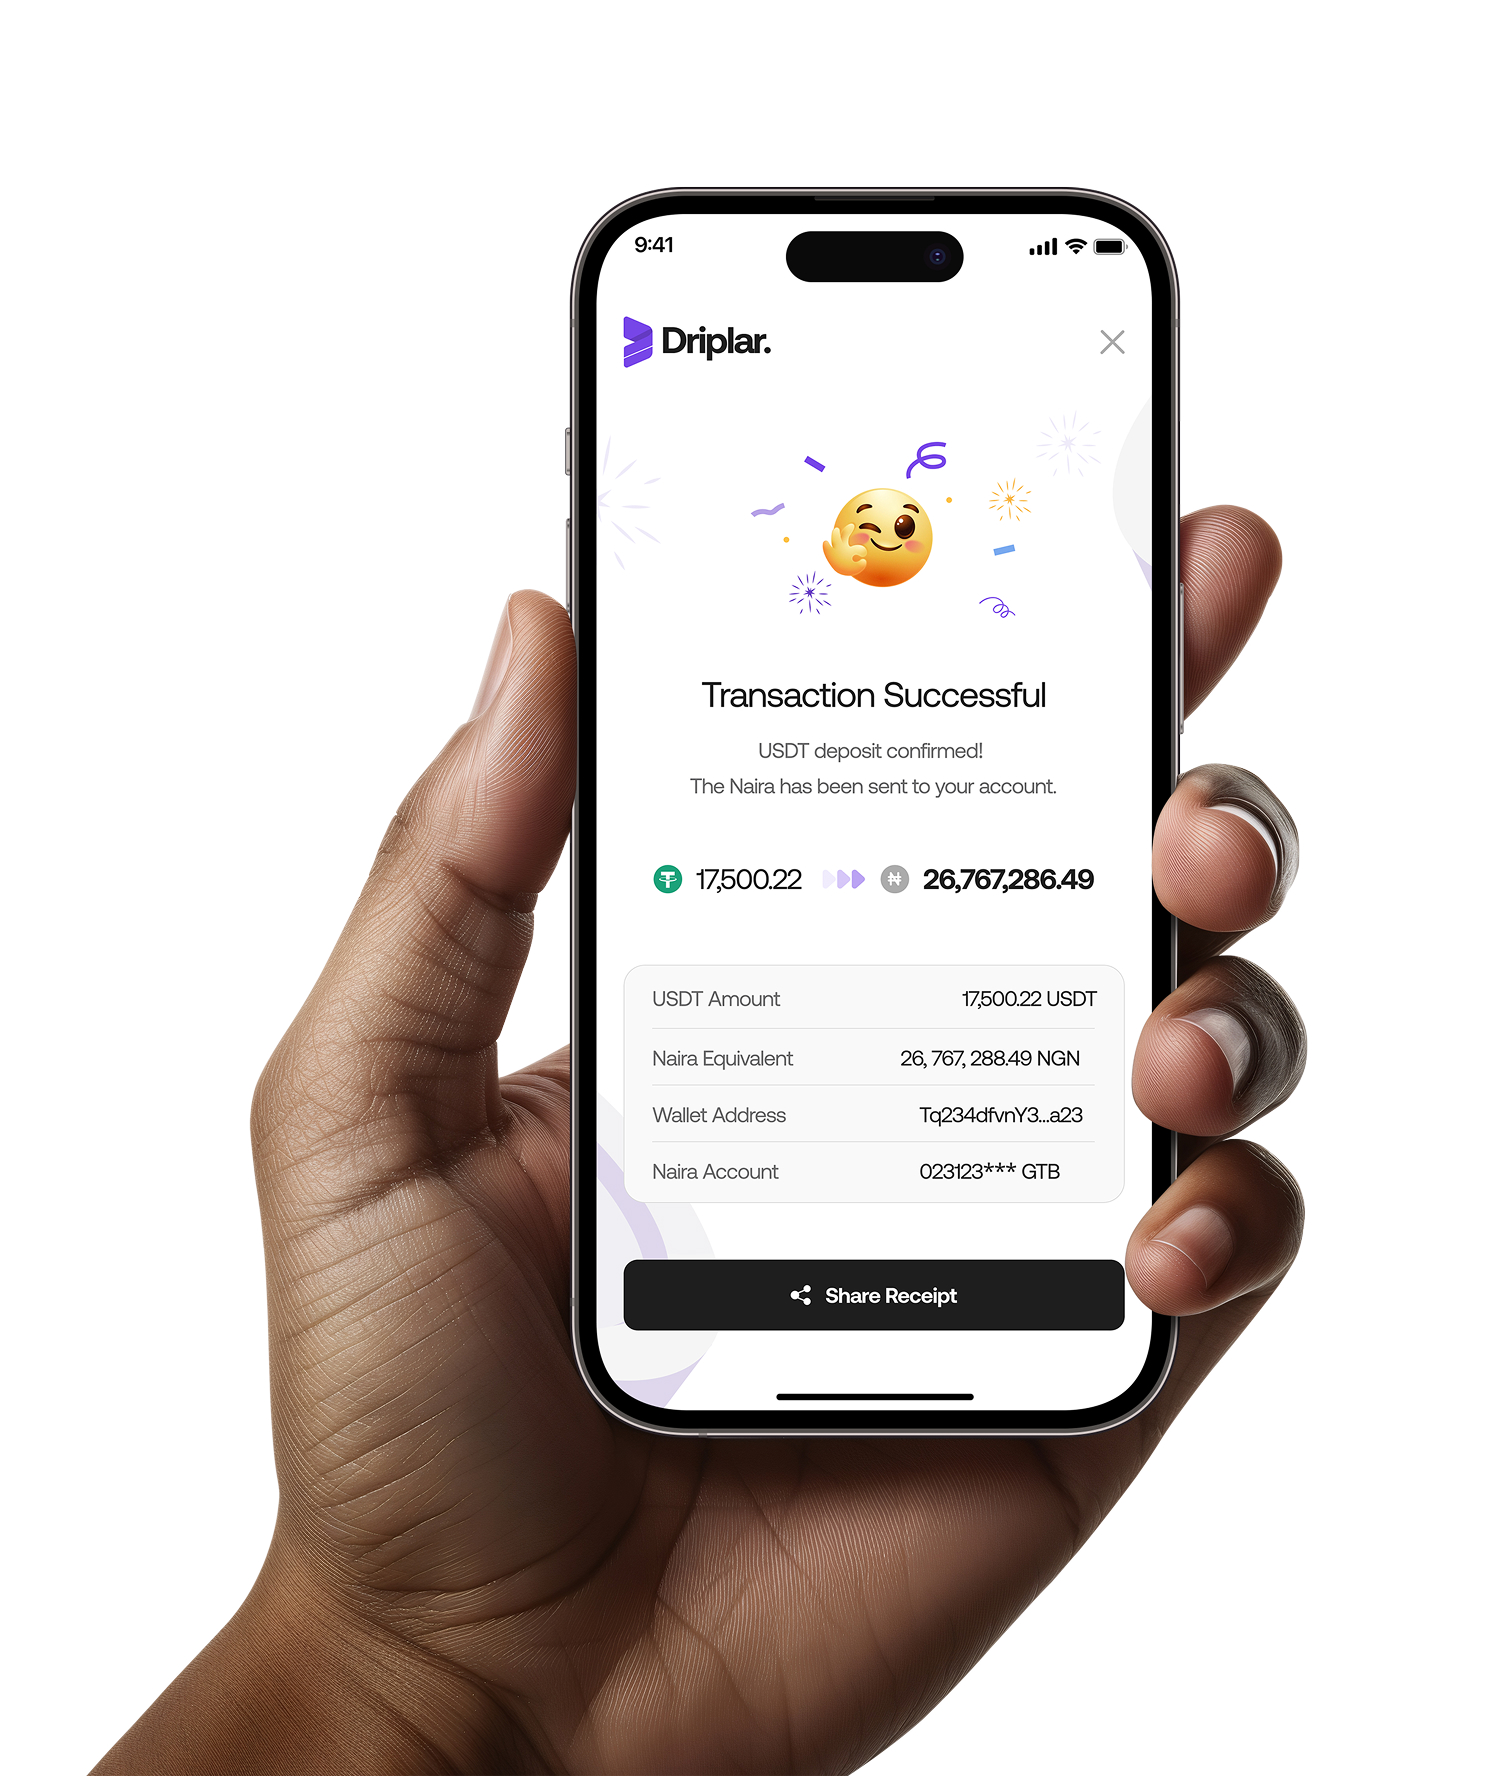 9:41
Driplar.
Transaction Successful
USDT deposit confirmed!
The Naira has been sent to your account.
17,500.22 26,767,286.49
USDT Amount 17,500.22 USDT
Naira Equivalent 26, 767, 288.49 NGN
Wallet Address Tq234dfvnY3...a23
Naira Account 023123*** GTB
Share Receipt